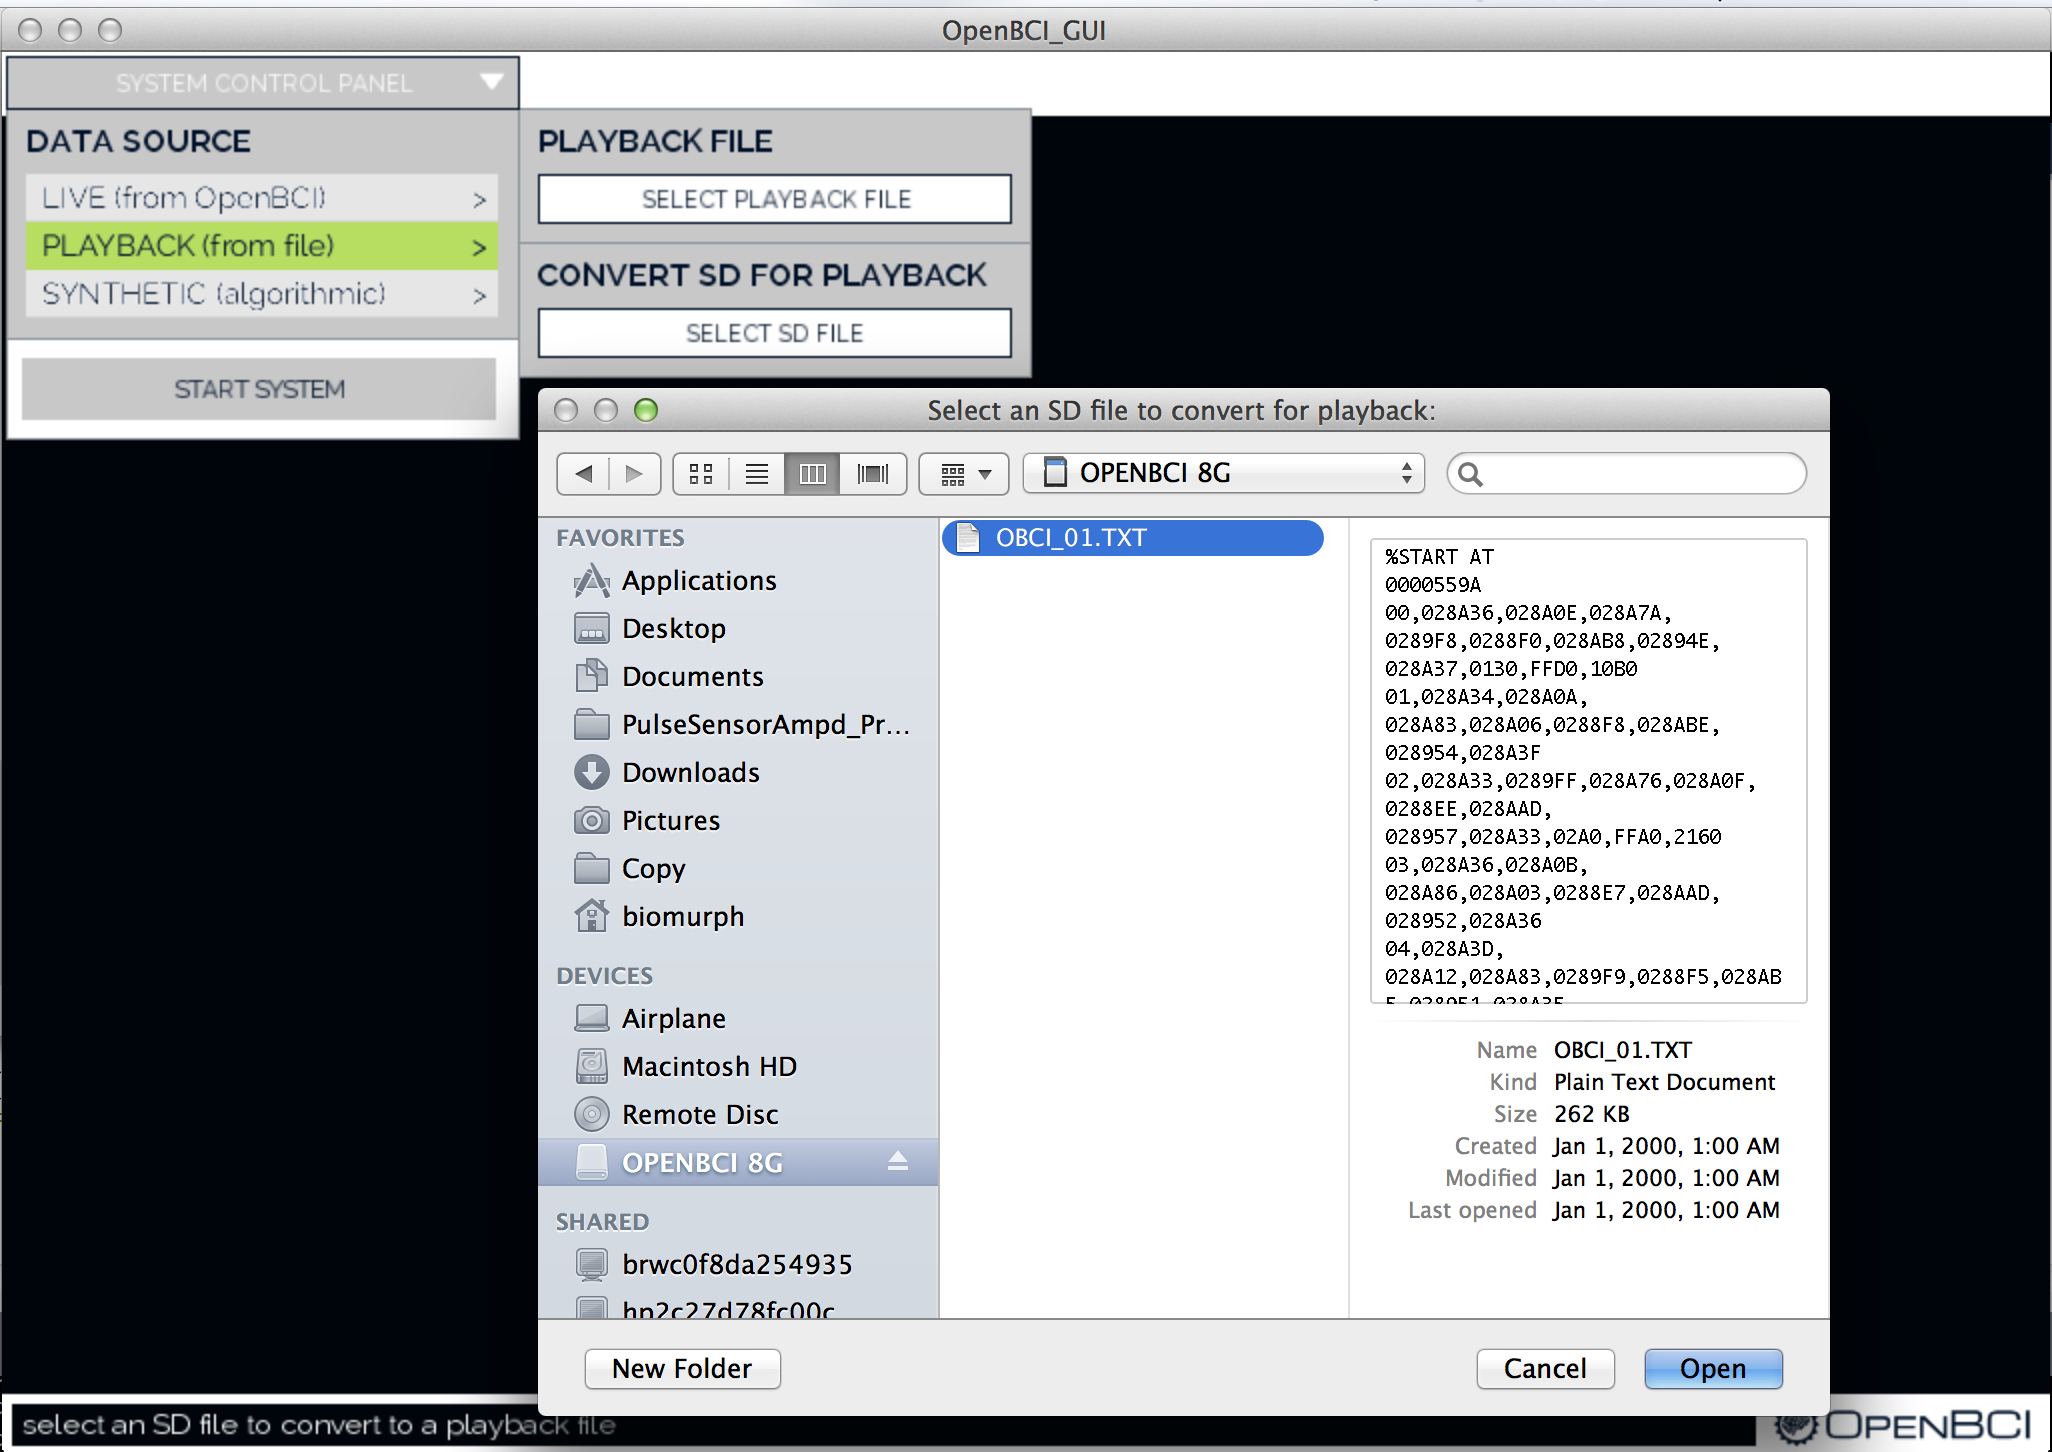 OpenBCI_GUI
SYSTEM CONTROL PANEL
DATA SOURCE
LIVE (from OpenBCI) >
PLAYBACK (from file) >
SYNTHETIC (algorithmic) >
START SYSTEM
PLAYBACK FILE
SELECT PLAYBACK FILE
CONVERT SD FOR PLAYBACK
SELECT SD FILE
Select an SD file to convert for playback:
OPENBCI 8G
FAVORITES
Applications
Desktop
Documents
PulseSensorAmpd_Pr...
Downloads
Pictures
Copy
biomurph
DEVICES
Airplane
Macintosh HD
Remote Disc
OPENBCI 8G
SHARED
brwc0f8da254935
hp2c27d78fc00c
OBCI_01.TXT
%START AT
0000559A
00,028A36,028A0E,028A7A,
0289F8,0288F0,028AB8,02894E,
028A37,0130,FFD0,10B0
01,028A34,028A0A,
028A83,028A06,0288F8,028ABE,
028954,028A3F
02,028A33,0289FF,028A76,028A0F,
0288EE,028AAD,
028957,028A33,02A0,FFA0,2160
03,028A36,028A0B,
028A86,028A03,0288E7,028AAD,
028952,028A36
04,028A3D,
028A12,028A83,0289F9,0288F5,028AB
Name OBCI_01.TXT
Kind Plain Text Document
Size 262 KB
Created Jan 1, 2000, 1:00 AM
Modified Jan 1, 2000, 1:00 AM
Last opened Jan 1, 2000, 1:00 AM
New Folder
Cancel
Open
select an SD file to convert to a playback file
OPENBCI